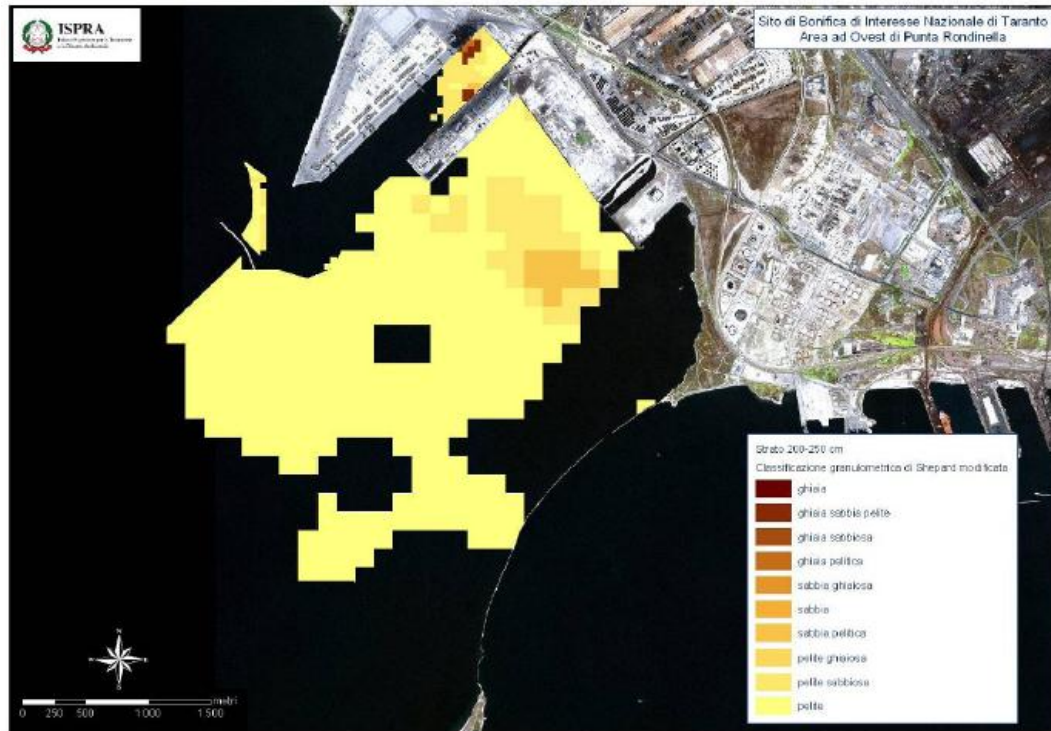 ISPRA
Sito di Bonifica di Interesse Nazionale di Taranto
Area ad Ovest di Punta Rondinella
Strato 200-250 cm
Classificazione granulometrica di Shepard modificata
ghiaia
ghiaia sabbia pelite
ghiaia sabbiosa
ghiaia pelitica
sabbia ghiaiosa
sabbia
sabbia pelitica
pelite ghiaiosa
pelite sabbiosa
pelite
N
S
metri
0 250 500 1 000 1 500